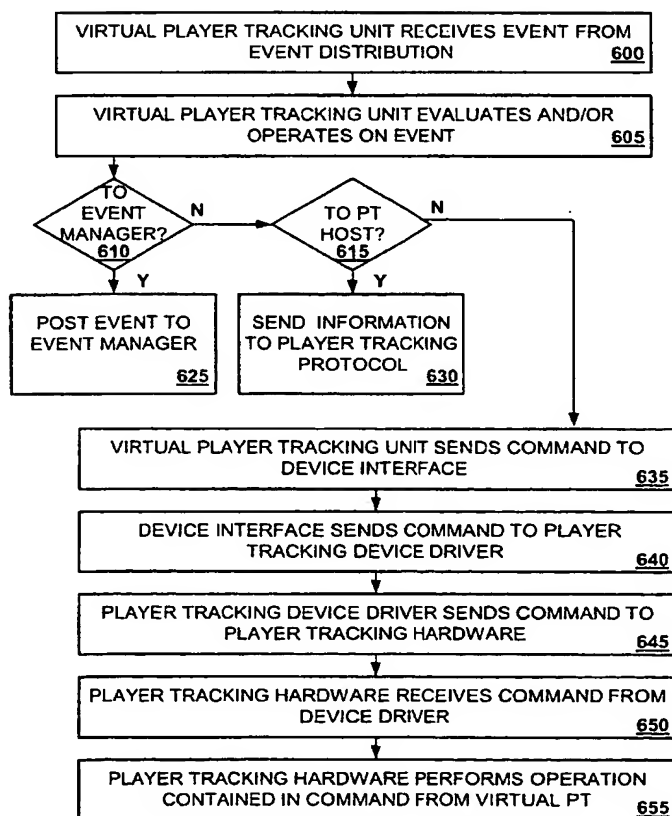 VIRTUAL PLAYER TRACKING UNIT RECEIVES EVENT FROM
EVENT DISTRIBUTION
600
VIRTUAL PLAYER TRACKING UNIT EVALUATES AND/OR
OPERATES ON EVENT
605
TO
EVENT
MANAGER?
610
N
Y
TO PT
HOST?
615
N
Y
POST EVENT TO
EVENT MANAGER
625
SEND INFORMATION
TO PLAYER TRACKING
PROTOCOL
630
VIRTUAL PLAYER TRACKING UNIT SENDS COMMAND TO
DEVICE INTERFACE
635
DEVICE INTERFACE SENDS COMMAND TO PLAYER
TRACKING DEVICE DRIVER
640
PLAYER TRACKING DEVICE DRIVER SENDS COMMAND TO
PLAYER TRACKING HARDWARE
645
PLAYER TRACKING HARDWARE RECEIVES COMMAND FROM
DEVICE DRIVER
650
PLAYER TRACKING HARDWARE PERFORMS OPERATION
CONTAINED IN COMMAND FROM VIRTUAL PT
655